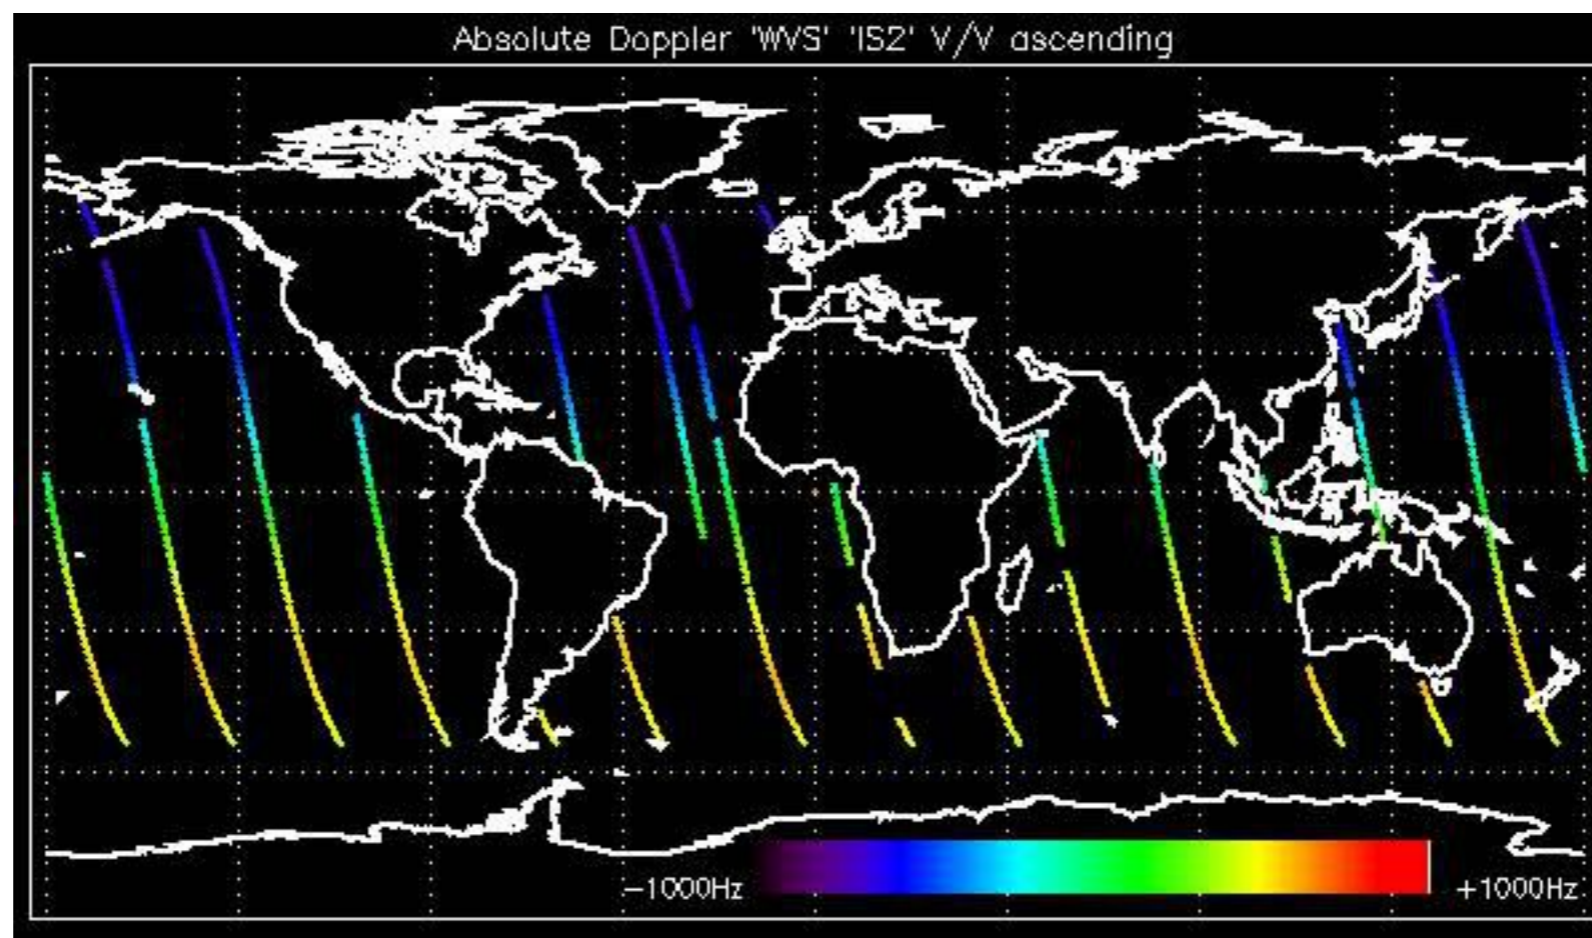 Absolute Doppler 'WVS' 'IS2' V/V ascending
−1000Hz +1000Hz